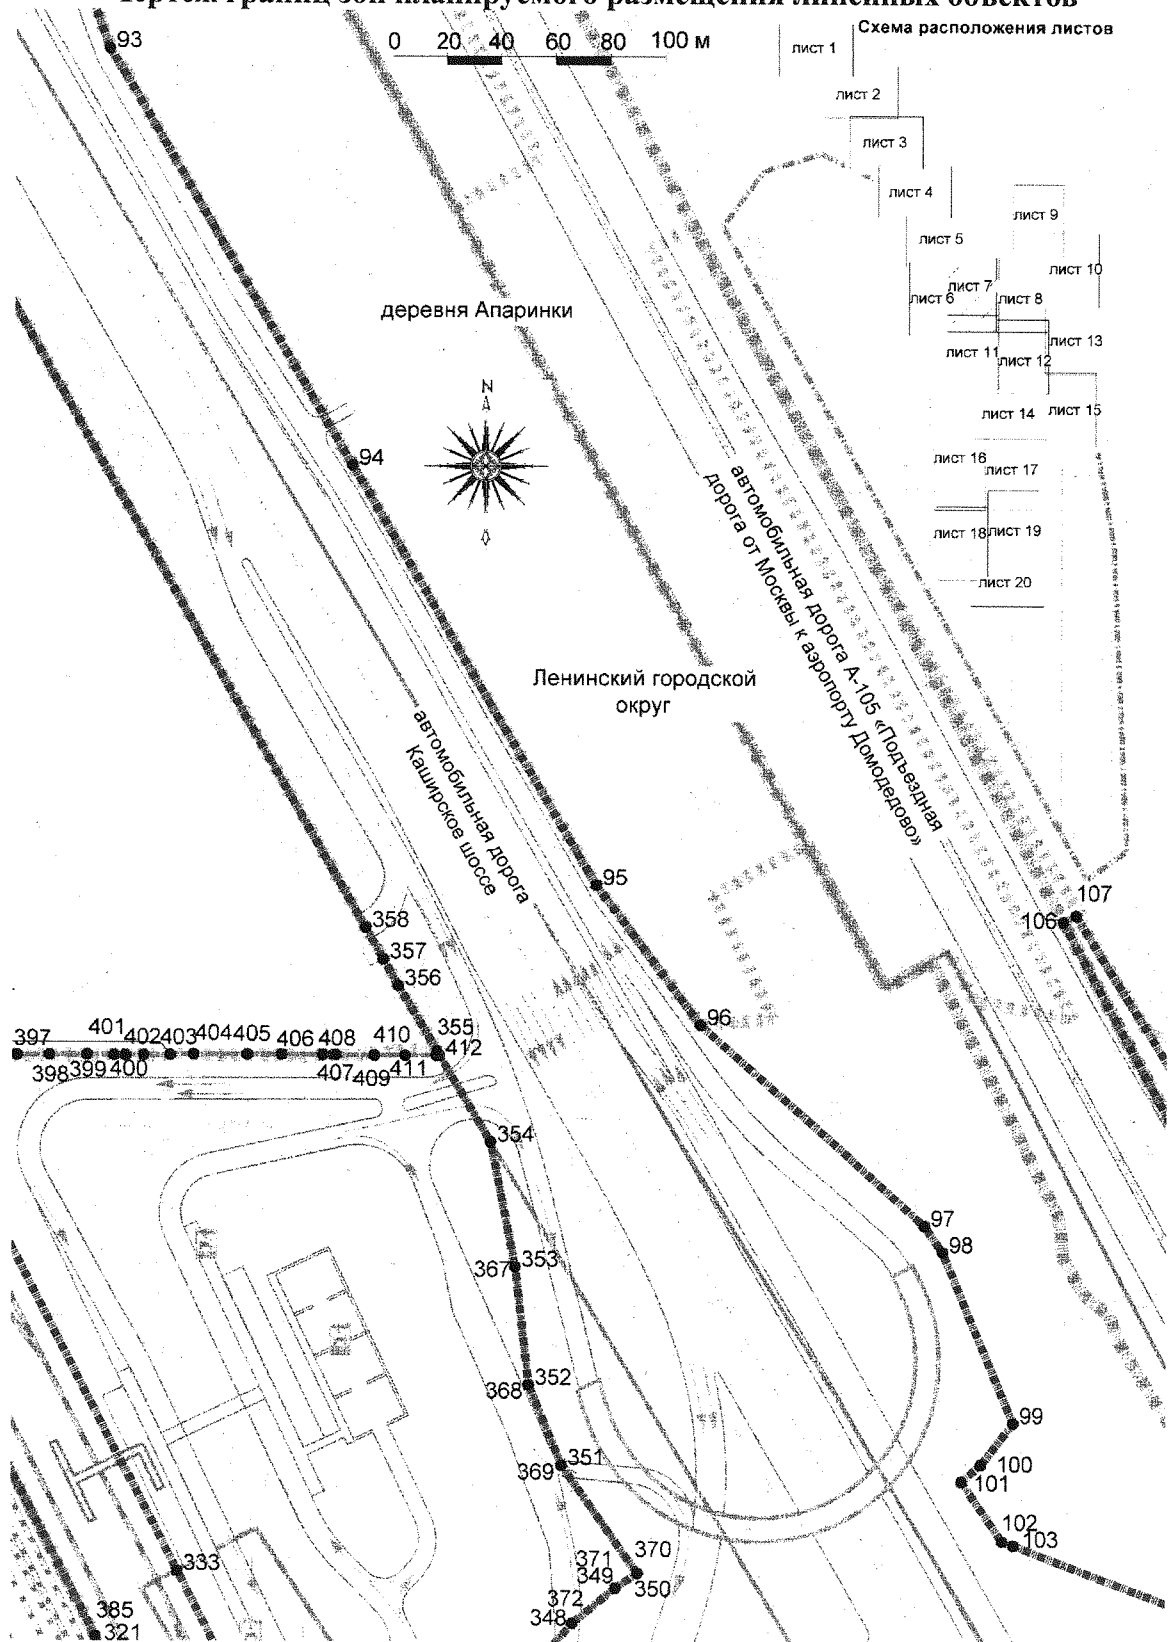 Чертеж границ зон планируемого размещения линейных объектов
93
0 20 40 60 80 100 м
Схема расположения листов
лист 1
лист 2
лист 3
лист 4
лист 9
лист 5
лист 10
лист 7
лист 6
лист 8
лист 13
лист 11
лист 12
лист 14
лист 15
лист 16
лист 17
лист 18
лист 19
лист 20
деревня Апаринки
N
94
автомобильная дорога А-105 «Подъездная
дорога от Москвы к аэропорту Домодедово»
Ленинский городской
округ
автомобильная дорога
Каширское шоссе
95
107
106
358
357
356
96
355
412
397
398
399
401
400
402
403
404
405
406
408
407
409
410
411
354
97
98
353
367
352
368
99
351
369
100
101
102
103
333
370
371
349
350
372
348
385
321